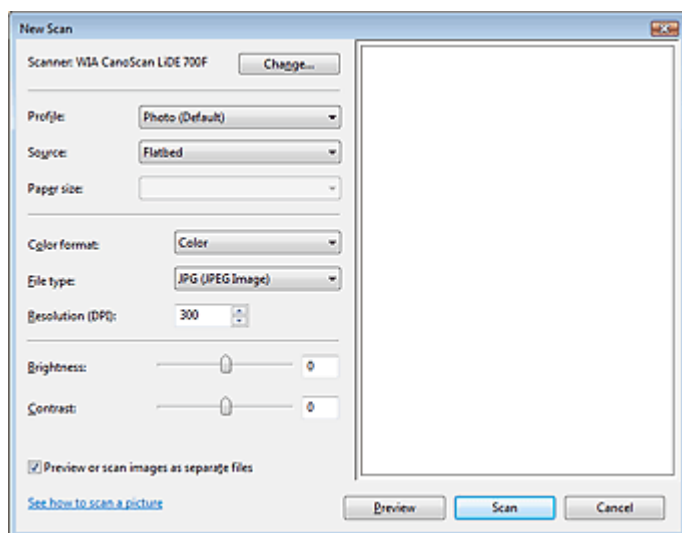 New Scan
Scanner: WIA CanoScan LiDE 700F
Change...
Profile: Photo (Default)
Source: Flatbed
Paper size:
Color format: Color
File type: JPG (JPEG Image)
Resolution (DPI): 300
Brightness: 0
Contrast: 0
Preview or scan images as separate files
See how to scan a picture
Preview Scan Cancel